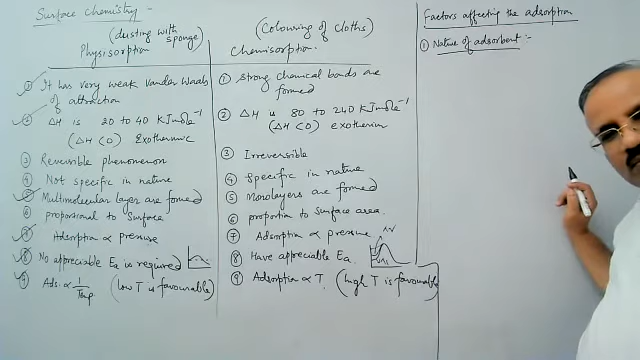 Surface Chemistry -
(dusting with sponge)
Physisorption
① It has very weak Vander Waals
of attraction
② ΔH is 20 to 40 KJmole⁻¹
(ΔH < 0) Exothermic
③ Reversible phenomenon
④ Not specific in nature
⑤ Multimolecular layer are formed
⑥ proporional to Surface
⑦ Adsorption ∝ pressure
⑧ No appreciable Ea is required
⑨ Ads. ∝ 1/Temp (low T is favourable)
(Colouring of cloths)
Chemisorption.
① Strong chemical bonds are
formed
② ΔH is 80 to 240 KJmole⁻¹
(ΔH < 0) exotherm
③ Irreversible
④ Specific in nature
⑤ Monolayers are formed
⑥ proportion to Surface area.
⑦ Adsorption ∝ pressure.
⑧ Have appreciable Ea.
⑨ Adsorption ∝ T. (high T is favourable)
Factors affecting the adsorption
① Nature of adsorbent :-